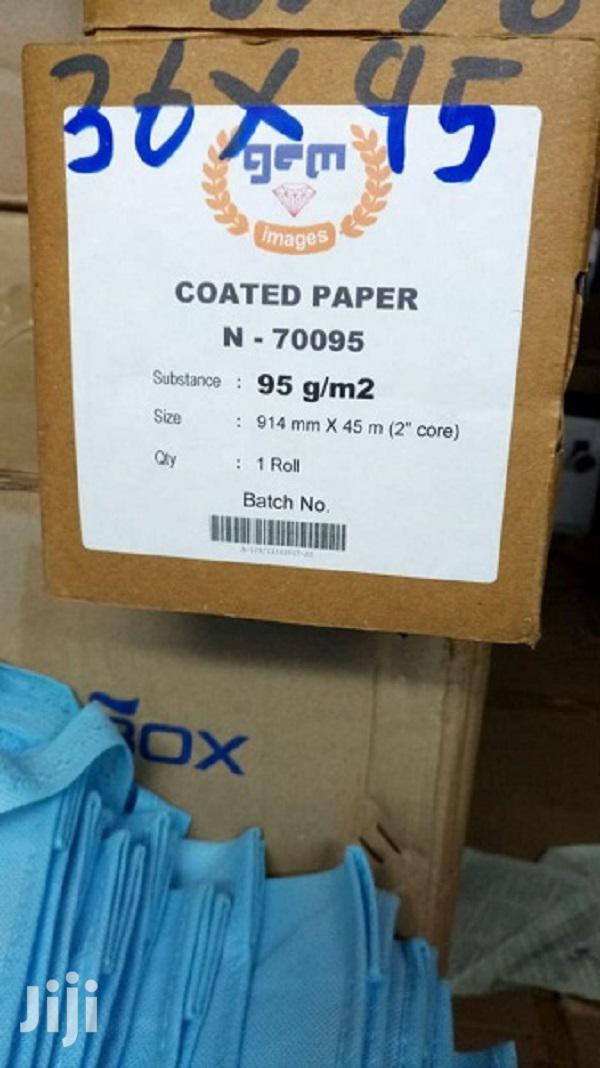 36 X 95
gem
images
COATED PAPER
N - 70095
Substance : 95 g/m2
Size : 914 mm X 45 m (2" core)
Qty : 1 Roll
Batch No.
BOX
Jiji